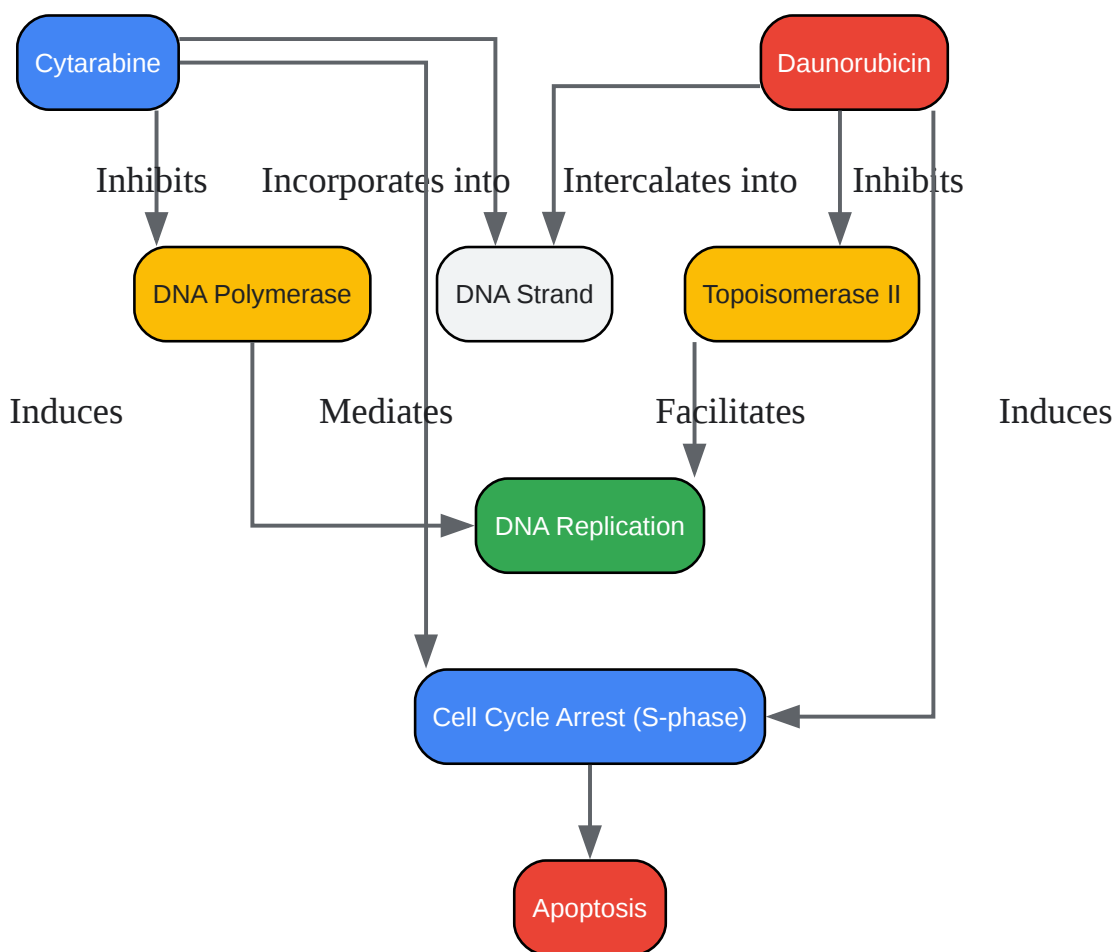 Cytarabine
Daunorubicin
Inhibits
Incorporates into
Intercalates into
Inhibits
DNA Polymerase
DNA Strand
Topoisomerase II
Induces
Mediates
Facilitates
Induces
DNA Replication
Cell Cycle Arrest (S-phase)
Apoptosis